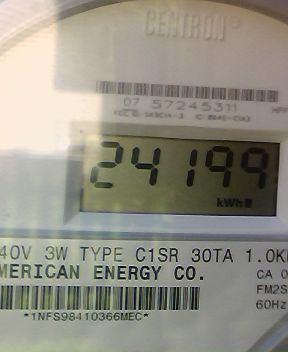 CENTRON®
07 57245311
24199
kWh
40V 3W TYPE C1SR 30TA 1.0K
MERICAN ENERGY CO.
CA 0
FM2S
60Hz
*1NFS98410366MEC*